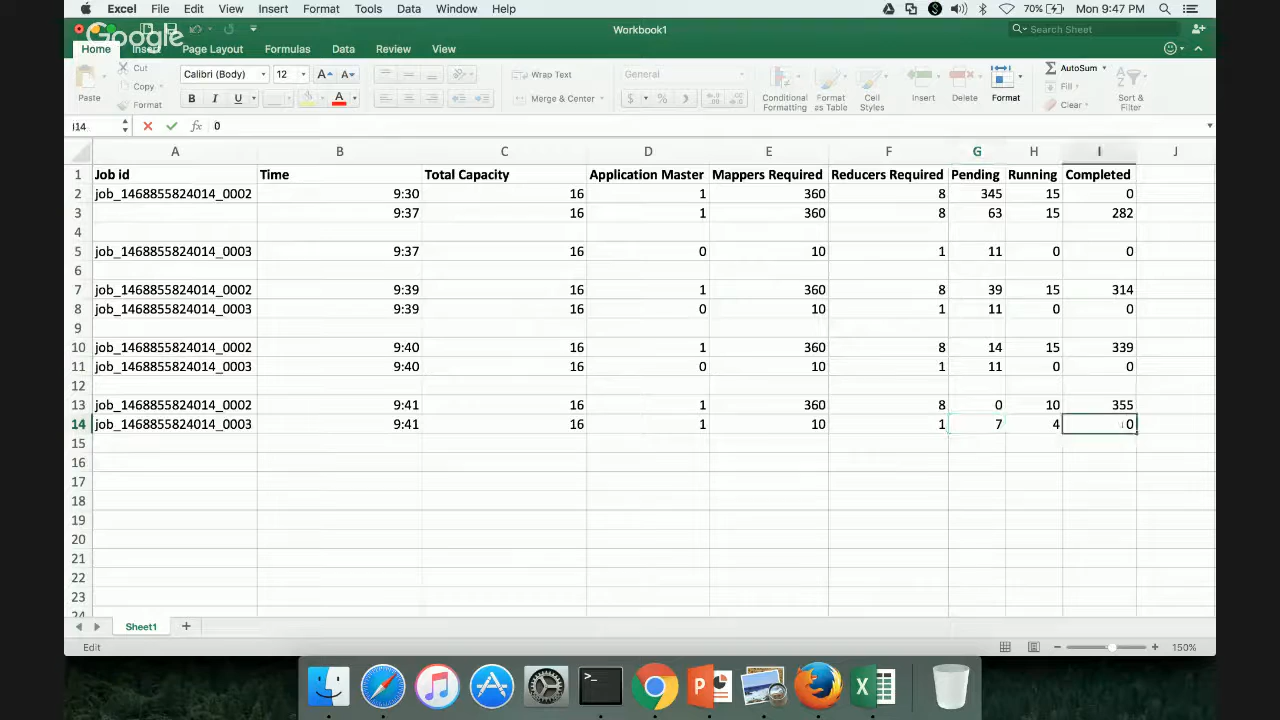 Excel File Edit View Insert Format Tools Data Window Help 70% Mon 9:47 PM
Google
Workbook1
Search Sheet
Home Insert Page Layout Formulas Data Review View
Paste
Cut
Copy
Format
Calibri (Body) 12 A A
B I U A
Wrap Text
Merge & Center
General
$ %
Conditional Formatting
Format as Table
Cell Styles
Insert
Delete
Format
AutoSum
Fill
Clear
Sort & Filter
I14 fx 0
A B C D E F G H I J
1 Job id Time Total Capacity Application Master Mappers Required Reducers Required Pending Running Completed
2 job_1468855824014_0002 9:30 16 1 360 8 345 15 0
3 9:37 16 1 360 8 63 15 282
4
5 job_1468855824014_0003 9:37 16 0 10 1 11 0 0
6
7 job_1468855824014_0002 9:39 16 1 360 8 39 15 314
8 job_1468855824014_0003 9:39 16 0 10 1 11 0 0
9
10 job_1468855824014_0002 9:40 16 1 360 8 14 15 339
11 job_1468855824014_0003 9:40 16 0 10 1 11 0 0
12
13 job_1468855824014_0002 9:41 16 1 360 8 0 10 355
14 job_1468855824014_0003 9:41 16 1 10 1 7 4 0
15
16
17
18
19
20
21
22
23
24
Sheet1
Edit 150%